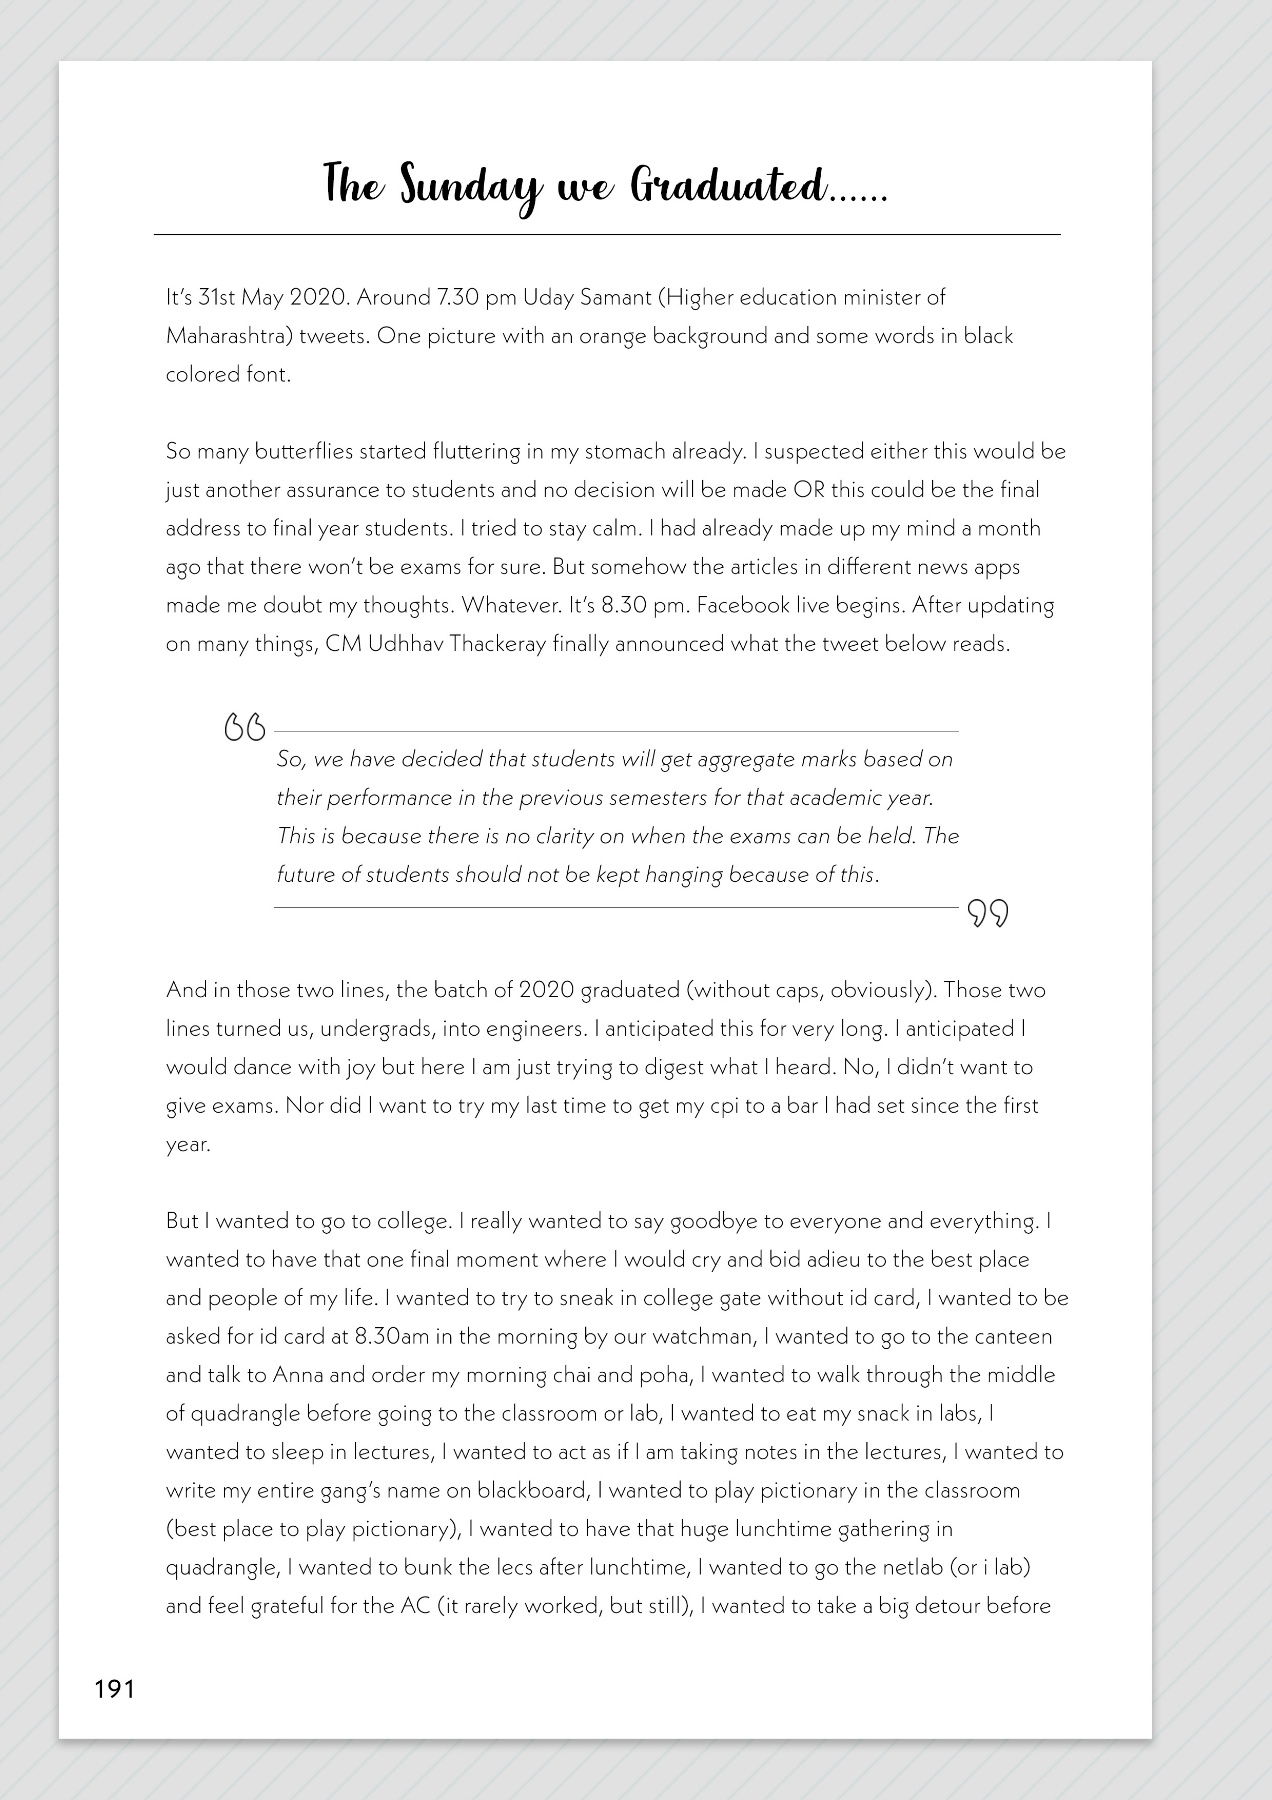 The Sunday we Graduated......
It's 31st May 2020. Around 7.30 pm Uday Samant (Higher education minister of
Maharashtra) tweets. One picture with an orange background and some words in black
colored font.
So many butterflies started fluttering in my stomach already. I suspected either this would be
just another assurance to students and no decision will be made OR this could be the final
address to final year students. I tried to stay calm. I had already made up my mind a month
ago that there won't be exams for sure. But somehow the articles in different news apps
made me doubt my thoughts. Whatever. It's 8.30 pm. Facebook live begins. After updating
on many things, CM Udhhav Thackeray finally announced what the tweet below reads.
“
So, we have decided that students will get aggregate marks based on
their performance in the previous semesters for that academic year.
This is because there is no clarity on when the exams can be held. The
future of students should not be kept hanging because of this.
”
And in those two lines, the batch of 2020 graduated (without caps, obviously). Those two
lines turned us, undergrads, into engineers. I anticipated this for very long. I anticipated I
would dance with joy but here I am just trying to digest what I heard. No, I didn't want to
give exams. Nor did I want to try my last time to get my cpi to a bar I had set since the first
year.
But I wanted to go to college. I really wanted to say goodbye to everyone and everything. I
wanted to have that one final moment where I would cry and bid adieu to the best place
and people of my life. I wanted to try to sneak in college gate without id card, I wanted to be
asked for id card at 8.30am in the morning by our watchman, I wanted to go to the canteen
and talk to Anna and order my morning chai and poha, I wanted to walk through the middle
of quadrangle before going to the classroom or lab, I wanted to eat my snack in labs, I
wanted to sleep in lectures, I wanted to act as if I am taking notes in the lectures, I wanted to
write my entire gang's name on blackboard, I wanted to play pictionary in the classroom
(best place to play pictionary), I wanted to have that huge lunchtime gathering in
quadrangle, I wanted to bunk the lecs after lunchtime, I wanted to go the netlab (or i lab)
and feel grateful for the AC (it rarely worked, but still), I wanted to take a big detour before
191